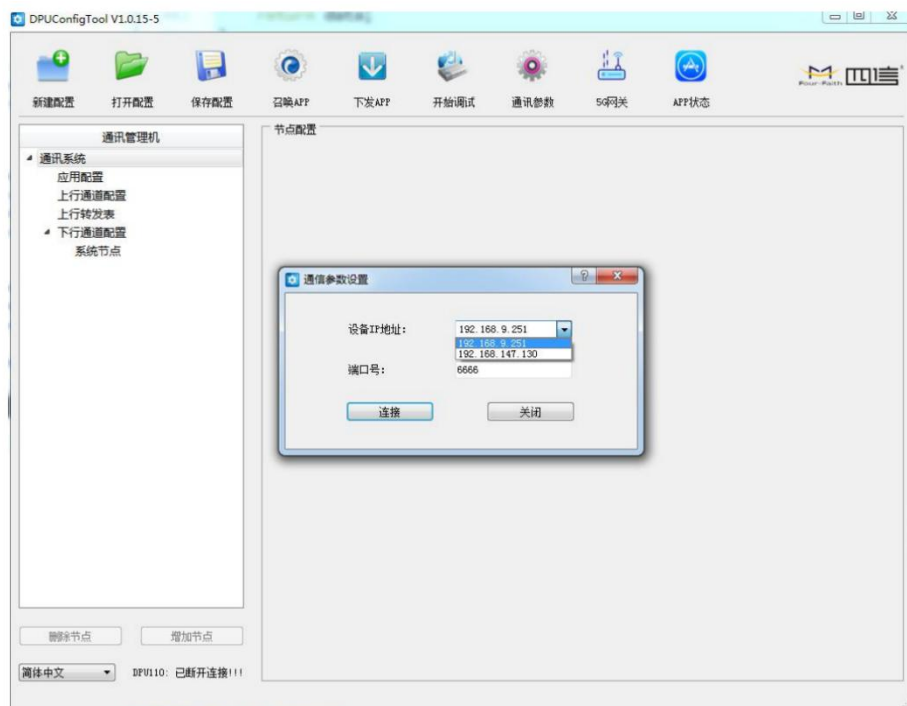 DPUConfigTool V1.0.15-5
return data;
新建配置 打开配置 保存配置 召唤APP 下发APP 开始调试 通讯参数 5G网关 APP状态
Four-Faith 四信
通讯管理机
通讯系统
应用配置
上行通道配置
上行转发表
下行通道配置
系统节点
节点配置
通信参数设置
设备IP地址: 192.168.9.251
192.168.9.251
192.168.147.130
端口号: 6666
连接 关闭
删除节点 增加节点
简体中文 DPU110: 已断开连接!!!